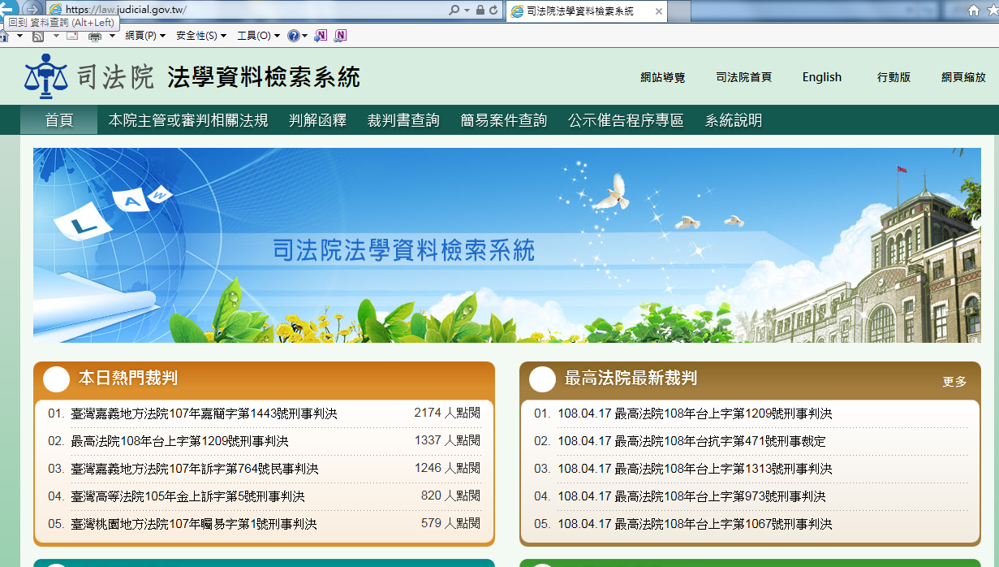 https://law.judicial.gov.tw/
司法院法學資料檢索系統
回到 資料查詢 (Alt+Left)
網頁(P) 安全性(S) 工具(O)
司法院 法學資料檢索系統
網站導覽 司法院首頁 English 行動版 網頁縮放
首頁 本院主管或審判相關法規 判解函釋 裁判書查詢 簡易案件查詢 公示催告程序專區 系統說明
L A W
司法院法學資料檢索系統
本日熱門裁判
01. 臺灣嘉義地方法院107年嘉簡字第1443號刑事判決 2174 人點閱
02. 最高法院108年台上字第1209號刑事判決 1337 人點閱
03. 臺灣嘉義地方法院107年訴字第764號民事判決 1246 人點閱
04. 臺灣高等法院105年金上訴字第5號刑事判決 820 人點閱
05. 臺灣桃園地方法院107年矚易字第1號刑事判決 579 人點閱
最高法院最新裁判 更多
01. 108.04.17 最高法院108年台上字第1209號刑事判決
02. 108.04.17 最高法院108年台抗字第471號刑事裁定
03. 108.04.17 最高法院108年台上字第1313號刑事判決
04. 108.04.17 最高法院108年台上字第973號刑事判決
05. 108.04.17 最高法院108年台上字第1067號刑事判決